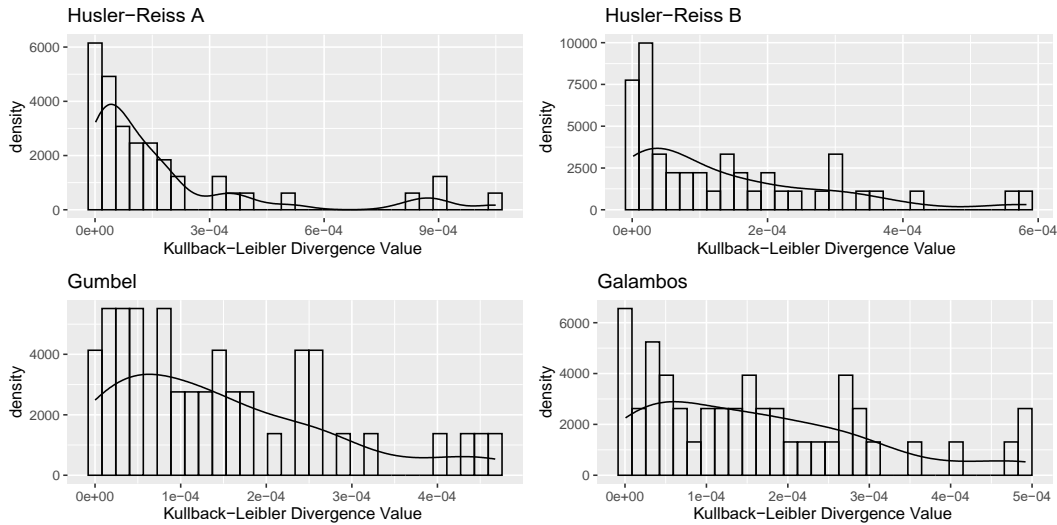 Husler−Reiss A
density
6000
4000
2000
0
0e+00 3e−04 6e−04 9e−04
Kullback−Leibler Divergence Value
Husler−Reiss B
density
10000
7500
5000
2500
0
0e+00 2e−04 4e−04 6e−04
Kullback−Leibler Divergence Value
Gumbel
density
4000
2000
0
0e+00 1e−04 2e−04 3e−04 4e−04
Kullback−Leibler Divergence Value
Galambos
density
6000
4000
2000
0
0e+00 1e−04 2e−04 3e−04 4e−04 5e−04
Kullback−Leibler Divergence Value